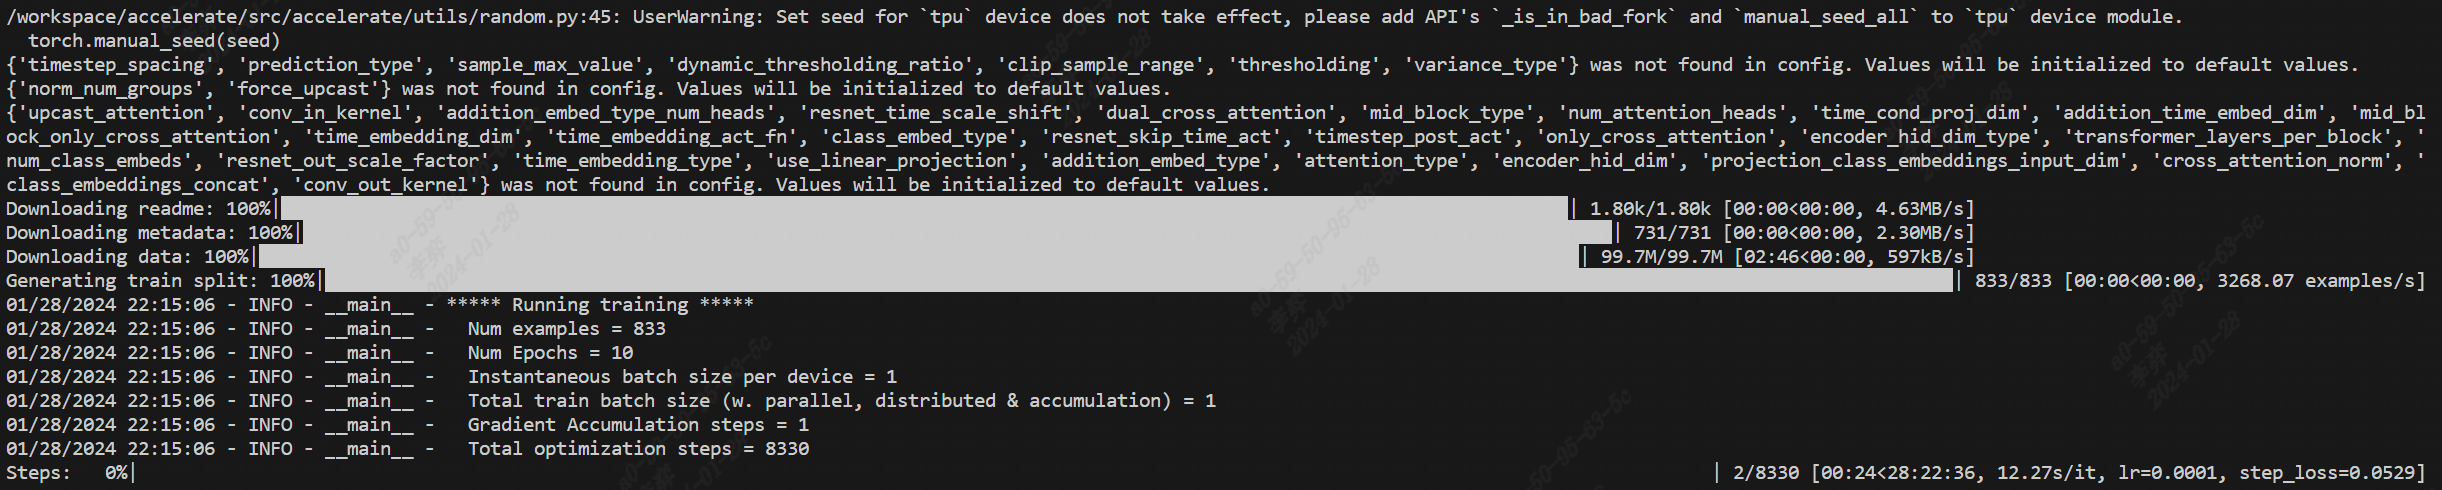 /workspace/accelerate/src/accelerate/utils/random.py:45: UserWarning: Set seed for `tpu` device does not take effect, please add API's `_is_in_bad_fork` and `manual_seed_all` to `tpu` device module.
  torch.manual_seed(seed)
{'timestep_spacing', 'prediction_type', 'sample_max_value', 'dynamic_thresholding_ratio', 'clip_sample_range', 'thresholding', 'variance_type'} was not found in config. Values will be initialized to default values.
{'norm_num_groups', 'force_upcast'} was not found in config. Values will be initialized to default values.
{'upcast_attention', 'conv_in_kernel', 'addition_embed_type_num_heads', 'resnet_time_scale_shift', 'dual_cross_attention', 'mid_block_type', 'num_attention_heads', 'time_cond_proj_dim', 'addition_time_embed_dim', 'mid_bl
ock_only_cross_attention', 'time_embedding_dim', 'time_embedding_act_fn', 'class_embed_type', 'resnet_skip_time_act', 'timestep_post_act', 'only_cross_attention', 'encoder_hid_dim_type', 'transformer_layers_per_block', '
num_class_embeds', 'resnet_out_scale_factor', 'time_embedding_type', 'use_linear_projection', 'addition_embed_type', 'attention_type', 'encoder_hid_dim', 'projection_class_embeddings_input_dim', 'cross_attention_norm', '
class_embeddings_concat', 'conv_out_kernel'} was not found in config. Values will be initialized to default values.
Downloading readme: 100%| | 1.80k/1.80k [00:00<00:00, 4.63MB/s]
Downloading metadata: 100%| | 731/731 [00:00<00:00, 2.30MB/s]
Downloading data: 100%| | 99.7M/99.7M [02:46<00:00, 597kB/s]
Generating train split: 100%| | 833/833 [00:00<00:00, 3268.07 examples/s]
01/28/2024 22:15:06 - INFO - __main__ - ***** Running training *****
01/28/2024 22:15:06 - INFO - __main__ -   Num examples = 833
01/28/2024 22:15:06 - INFO - __main__ -   Num Epochs = 10
01/28/2024 22:15:06 - INFO - __main__ -   Instantaneous batch size per device = 1
01/28/2024 22:15:06 - INFO - __main__ -   Total train batch size (w. parallel, distributed & accumulation) = 1
01/28/2024 22:15:06 - INFO - __main__ -   Gradient Accumulation steps = 1
01/28/2024 22:15:06 - INFO - __main__ -   Total optimization steps = 8330
Steps:   0%| | 2/8330 [00:24<28:22:36, 12.27s/it, lr=0.0001, step_loss=0.0529]